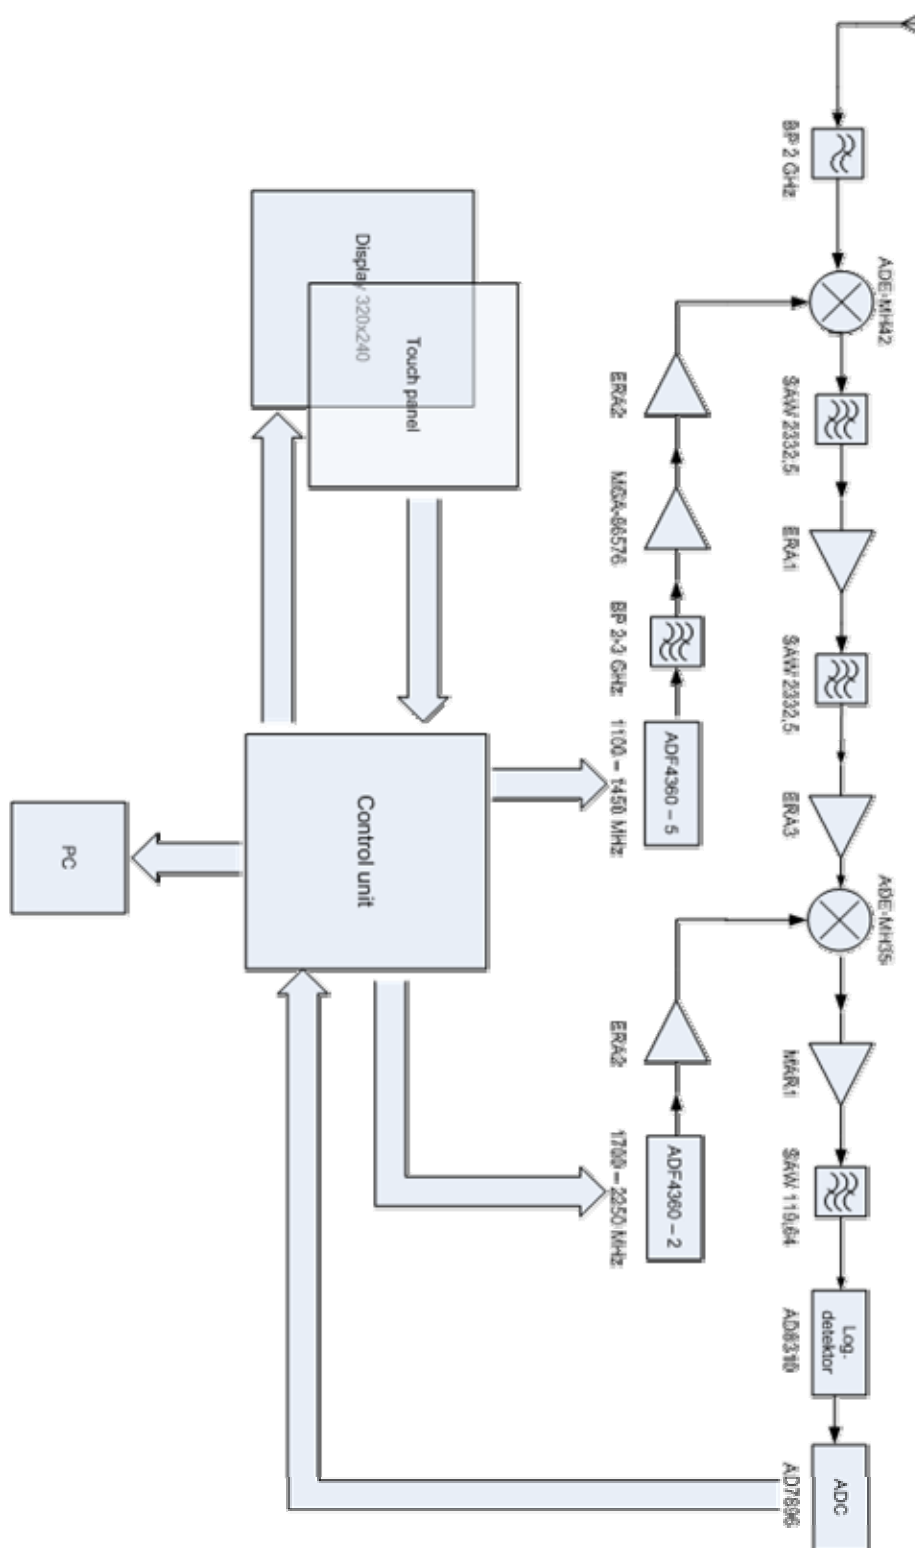 BP 2 GHz
ADE-MH42
SAW 2332,5
ERA1
SAW 2332,5
ERA3
ADE-MH35
MAR1
SAW 119,64
Log-
detektor
AD8310
ADC
AD7896
ERA2
MGA-86576
BP 2-3 GHz
ADF4360 – 5
1100 – 1450 MHz
ERA2
ADF4360 – 2
1700 – 2250 MHz
Display 320x240
Touch panel
Control unit
PC